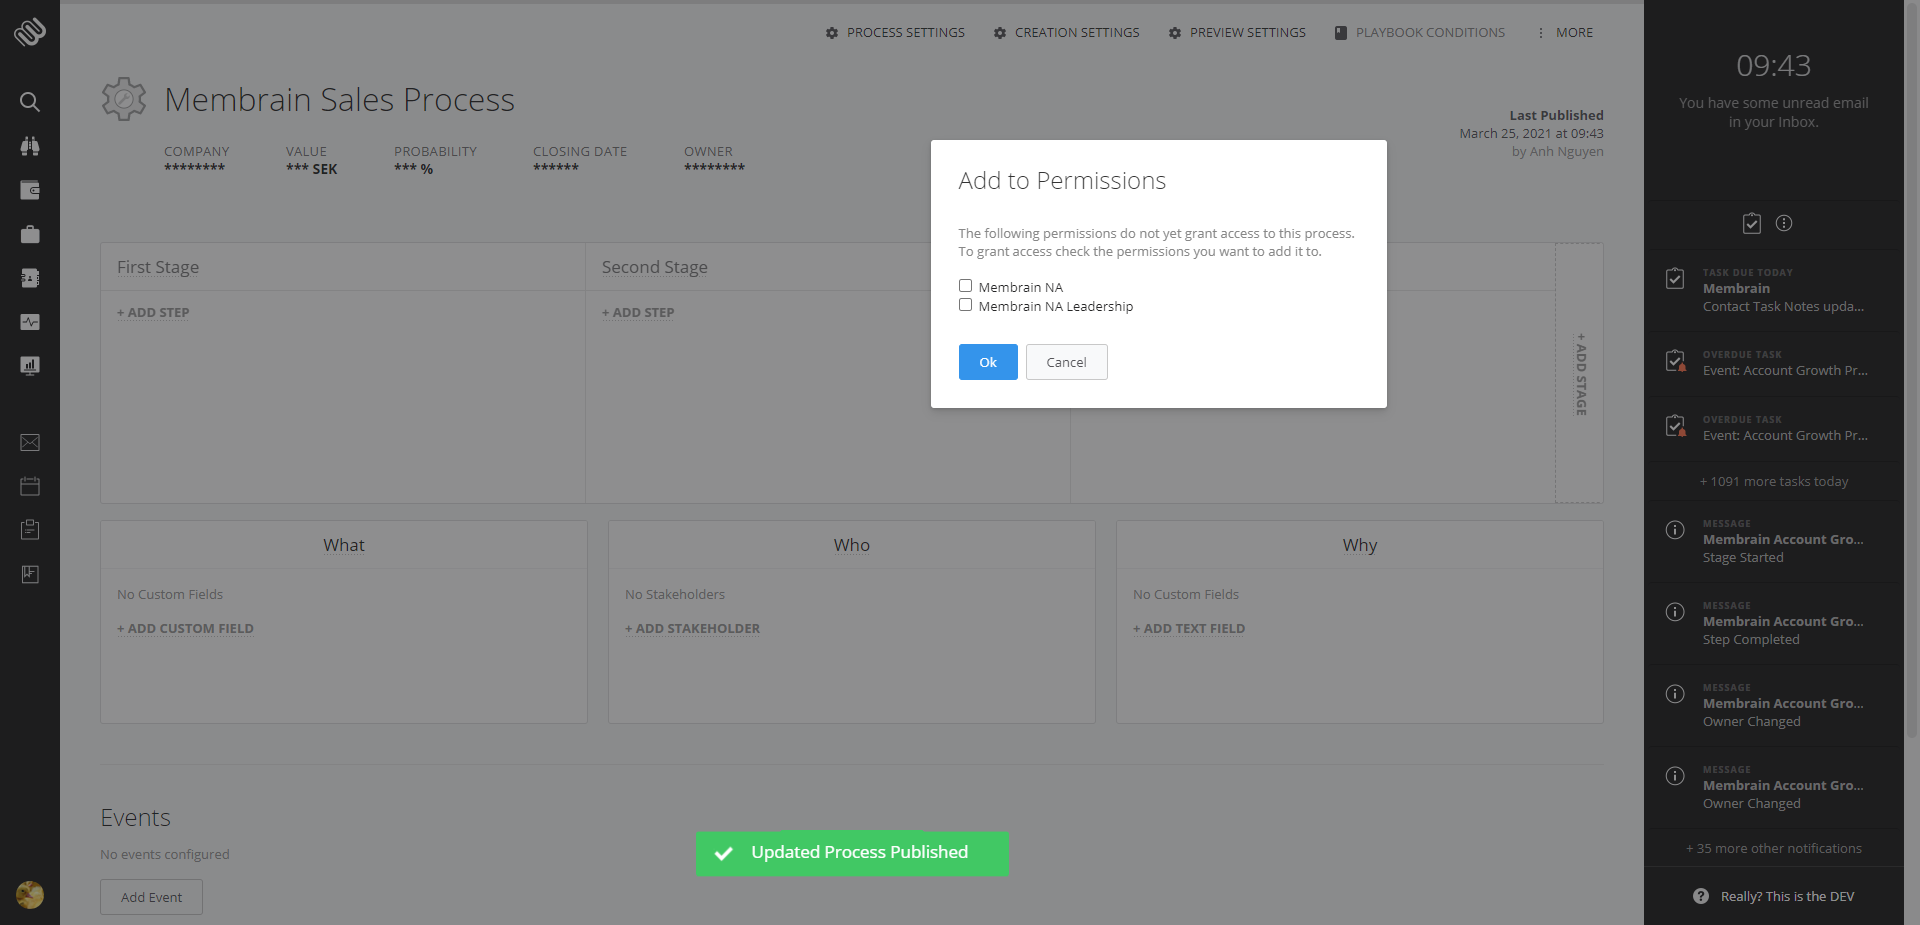 PROCESS SETTINGS
CREATION SETTINGS
PREVIEW SETTINGS
PLAYBOOK CONDITIONS
MORE
Membrain Sales Process
COMPANY
********
VALUE
*** SEK
PROBABILITY
*** %
CLOSING DATE
******
OWNER
********
Last Published
March 25, 2021 at 09:43
by Anh Nguyen
First Stage
+ ADD STEP
Second Stage
+ ADD STEP
+ ADD STAGE
Add to Permissions
The following permissions do not yet grant access to this process.
To grant access check the permissions you want to add it to.
Membrain NA
Membrain NA Leadership
Ok
Cancel
What
No Custom Fields
+ ADD CUSTOM FIELD
Who
No Stakeholders
+ ADD STAKEHOLDER
Why
No Custom Fields
+ ADD TEXT FIELD
Events
No events configured
Add Event
Updated Process Published
09:43
You have some unread email
in your Inbox.
TASK DUE TODAY
Membrain
Contact Task Notes upda...
OVERDUE TASK
Event: Account Growth Pr...
OVERDUE TASK
Event: Account Growth Pr...
+ 1091 more tasks today
MESSAGE
Membrain Account Gro...
Stage Started
MESSAGE
Membrain Account Gro...
Step Completed
MESSAGE
Membrain Account Gro...
Owner Changed
MESSAGE
Membrain Account Gro...
Owner Changed
+ 35 more other notifications
Really? This is the DEV